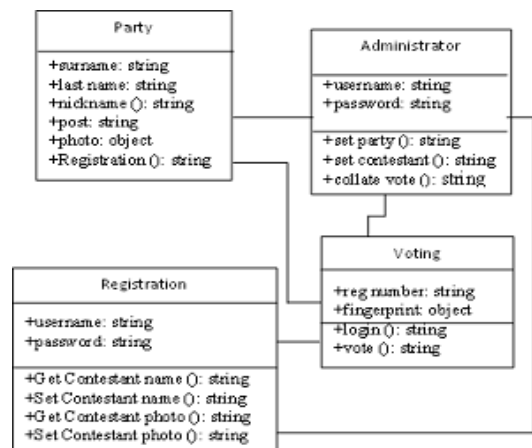 Party
+surname: string
+last name: string
+nickname (): string
+post: string
+photo: object
+Registration (): string
Administrator
+username: string
+password: string
+set party (): string
+set contestant (): string
+collate vote (): string
Voting
+reg number: string
+fingerprint: object
+login (): string
+vote (): string
Registration
+username: string
+password: string
+Get Contestant name (): string
+Set Contestant name (): string
+Get Contestant photo (): string
+Set Contestant photo (): string